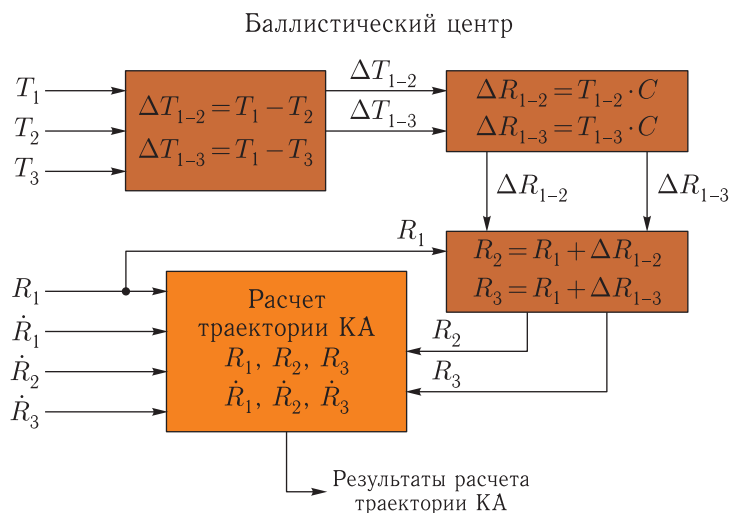 Баллистический центр
T₁
T₂
T₃
ΔT₁₋₂ = T₁ − T₂
ΔT₁₋₃ = T₁ − T₃
ΔT₁₋₂
ΔT₁₋₃
ΔR₁₋₂ = T₁₋₂ · C
ΔR₁₋₃ = T₁₋₃ · C
ΔR₁₋₂
ΔR₁₋₃
R₁
R₂ = R₁ + ΔR₁₋₂
R₃ = R₁ + ΔR₁₋₃
R₁
Ṙ₁
Ṙ₂
Ṙ₃
Расчет
траектории КА
R₁, R₂, R₃
Ṙ₁, Ṙ₂, Ṙ₃
R₂
R₃
Результаты расчета
траектории КА